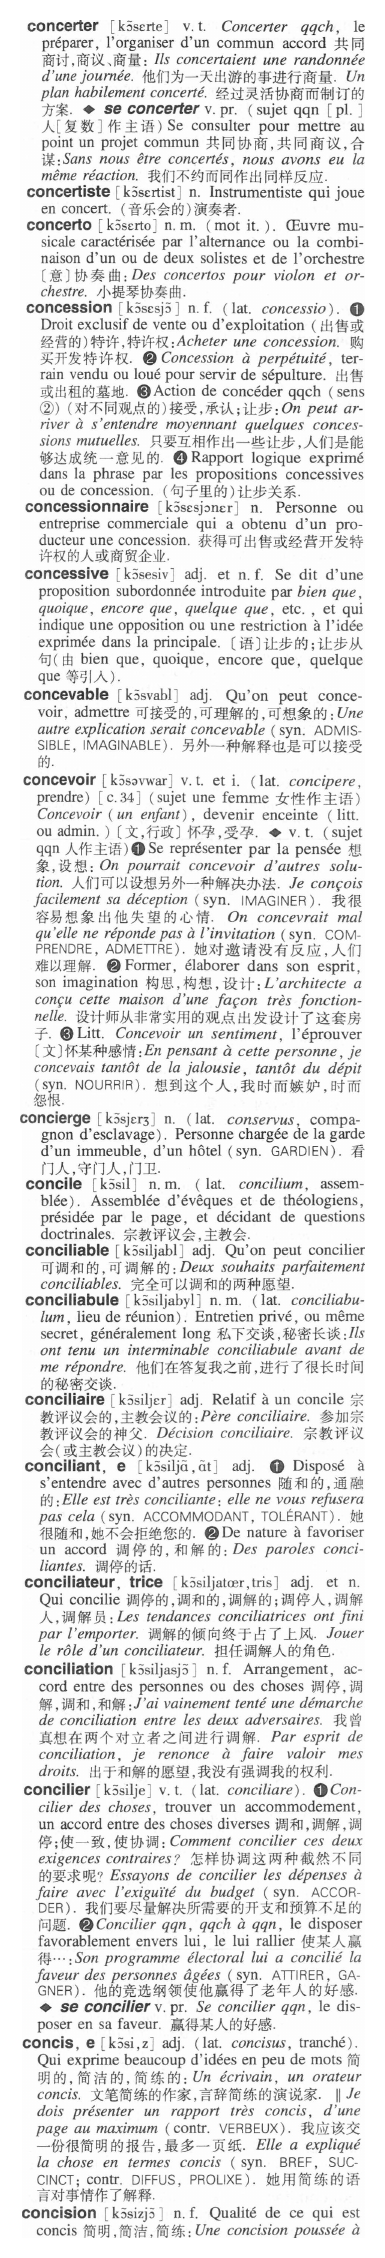 concerter [kɔ̃sɛrte] v. t. Concerter qqch, le
préparer, l'organiser d'un commun accord 共同
商讨,商议、商量: Ils concertaient une randonnée
d'une journée. 他们为一天出游的事进行商量. Un
plan habilement concerté. 经过灵活协商而制订的
方案. ◆ se concerter v. pr. (sujet qqn [pl.]
人[复数]作主语) Se consulter pour mettre au
point un projet commun 共同协商,共同商议,合
谋:Sans nous être concertés, nous avons eu la
même réaction. 我们不约而同作出同样反应.
concertiste [kɔ̃sɛrtist] n. Instrumentiste qui joue
en concert. (音乐会的)演奏者.
concerto [kɔ̃sɛrto] n. m. (mot it.). Œuvre mu-
sicale caractérisée par l'alternance ou la combi-
naison d'un ou de deux solistes et de l'orchestre
[意]协奏曲: Des concertos pour violon et or-
chestre. 小提琴协奏曲.
concession [kɔ̃sɛsjɔ̃] n. f. (lat. concessio). ❶
Droit exclusif de vente ou d'exploitation (出售或
经营的)特许,特许权:Acheter une concession. 购
买开发特许权. ❷ Concession à perpétuité, ter-
rain vendu ou loué pour servir de sépulture. 出售
或出租的墓地. ❸ Action de concéder qqch (sens
②) (对不同观点的)接受,承认;让步:On peut ar-
river à s'entendre moyennant quelques conces-
sions mutuelles. 只要互相作出一些让步,人们是能
够达成统一意见的. ❹ Rapport logique exprimé
dans la phrase par les propositions concessives
ou de concession. (句子里的)让步关系.
concessionnaire [kɔ̃sɛsjɔnɛr] n. Personne ou
entreprise commerciale qui a obtenu d'un pro-
ducteur une concession. 获得可出售或经营开发特
许权的人或商贸企业.
concessive [kɔ̃sesiv] adj. et n. f. Se dit d'une
proposition subordonnée introduite par bien que,
quoique, encore que, quelque que, etc., et qui
indique une opposition ou une restriction à l'idée
exprimée dans la principale. [语]让步的;让步从
句(由 bien que, quoique, encore que, quelque
que 等引入).
concevable [kɔ̃svabl] adj. Qu'on peut conce-
voir, admettre 可接受的,可理解的,可想象的:Une
autre explication serait concevable (syn. ADMIS-
SIBLE, IMAGINABLE). 另外一种解释也是可以接受
的.
concevoir [kɔ̃səvwar] v. t. et i. (lat. concipere,
prendre) [c. 34] (sujet une femme 女性作主语)
Concevoir (un enfant), devenir enceinte (litt.
ou admin.) [文,行政] 怀孕,受孕. ◆ v. t. (sujet
qqn 人作主语) ❶ Se représenter par la pensée 想
象,设想: On pourrait concevoir d'autres solu-
tion. 人们可以设想另外一种解决办法. Je conçois
facilement sa déception (syn. IMAGINER). 我很
容易想象出他失望的心情. On concevrait mal
qu'elle ne réponde pas à l'invitation (syn. COM-
PRENDRE, ADMETTRE). 她对邀请没有反应,人们
难以理解. ❷ Former, élaborer dans son esprit,
son imagination 构思,构想,设计:L'architecte a
conçu cette maison d'une façon très fonction-
nelle. 设计师从非常实用的观点出发设计了这套房
子. ❸ Litt. Concevoir un sentiment, l'éprouver
[文]怀某种感情:En pensant à cette personne, je
concevais tantôt de la jalousie, tantôt du dépit
(syn. NOURRIR). 想到这个人,我时而嫉妒,时而
怨恨.
concierge [kɔ̃sjɛrʒ] n. (lat. conservus, compa-
gnon d'esclavage). Personne chargée de la garde
d'un immeuble, d'un hôtel (syn. GARDIEN). 看
门人,守门人,门卫.
concile [kɔ̃sil] n. m. (lat. concilium, assem-
blée). Assemblée d'évêques et de théologiens,
présidée par le page, et décidant de questions
doctrinales. 宗教评议会,主教会.
conciliable [kɔ̃siljabl] adj. Qu'on peut concilier
可调和的,可调解的:Deux souhaits parfaitement
conciliables. 完全可以调和的两种愿望.
conciliabule [kɔ̃siljabyl] n. m. (lat. conciliabu-
lum, lieu de réunion). Entretien privé, ou même
secret, généralement long 私下交谈,秘密长谈:Ils
ont tenu un interminable conciliabule avant de
me répondre. 他们在答复我之前,进行了很长时间
的秘密交谈.
conciliaire [kɔ̃siljɛr] adj. Relatif à un concile 宗
教评议会的,主教会议的:Père conciliaire. 参加宗
教评议会的神父. Décision conciliaire. 宗教评议
会(或主教会议)的决定.
conciliant, e [kɔ̃siljɑ̃, ɑ̃t] adj. ❶ Disposé à
s'entendre avec d'autres personnes 随和的,通融
的:Elle est très conciliante: elle ne vous refusera
pas cela (syn. ACCOMMODANT, TOLÉRANT). 她
很随和,她不会拒绝您的. ❷ De nature à favoriser
un accord 调停的,和解的: Des paroles conci-
liantes. 调停的话.
conciliateur, trice [kɔ̃siljatœr,tris] adj. et n.
Qui concilie 调停的,调和的,调解的;调停人,调解
人,调解员:Les tendances conciliatrices ont fini
par l'emporter. 调解的倾向终于占了上风. Jouer
le rôle d'un conciliateur. 担任调解人的角色.
conciliation [kɔ̃siljasjɔ̃] n. f. Arrangement, ac-
cord entre des personnes ou des choses 调停,调
解,调和,和解:J'ai vainement tenté une démarche
de conciliation entre les deux adversaires. 我曾
真想在两个对立者之间进行调解. Par esprit de
conciliation, je renonce à faire valoir mes
droits. 出于和解的愿望,我没有强调我的权利.
concilier [kɔ̃silje] v. t. (lat. conciliare). ❶ Con-
cilier des choses, trouver un accommodement,
un accord entre des choses diverses 调和,调解,调
停;使一致,使协调:Comment concilier ces deux
exigences contraires? 怎样协调这两种截然不同
的要求呢? Essayons de concilier les dépenses à
faire avec l'exiguïté du budget (syn. ACCOR-
DER). 我们要尽量解决所需要的开支和预算不足的
问题. ❷ Concilier qqn, qqch à qqn, le disposer
favorablement envers lui, le lui rallier 使某人赢
得…:Son programme électoral lui a concilié la
faveur des personnes âgées (syn. ATTIRER, GA-
GNER). 他的竞选纲领使他赢得了老年人的好感.
◆ se concilier v. pr. Se concilier qqn, le dis-
poser en sa faveur. 赢得某人的好感.
concis, e [kɔ̃si,z] adj. (lat. concisus, tranché).
Qui exprime beaucoup d'idées en peu de mots 简
明的,简洁的,简练的: Un écrivain, un orateur
concis. 文笔简练的作家,言辞简练的演说家. ‖ Je
dois présenter un rapport très concis, d'une
page au maximum (contr. VERBEUX). 我应该交
一份很简明的报告,最多一页纸. Elle a expliqué
la chose en termes concis (syn. BREF, SUC-
CINCT; contr. DIFFUS, PROLIXE). 她用简练的语
言对事情作了解释.
concision [kɔ̃sizjɔ̃] n. f. Qualité de ce qui est
concis 简明,简洁,简练:Une concision poussée à